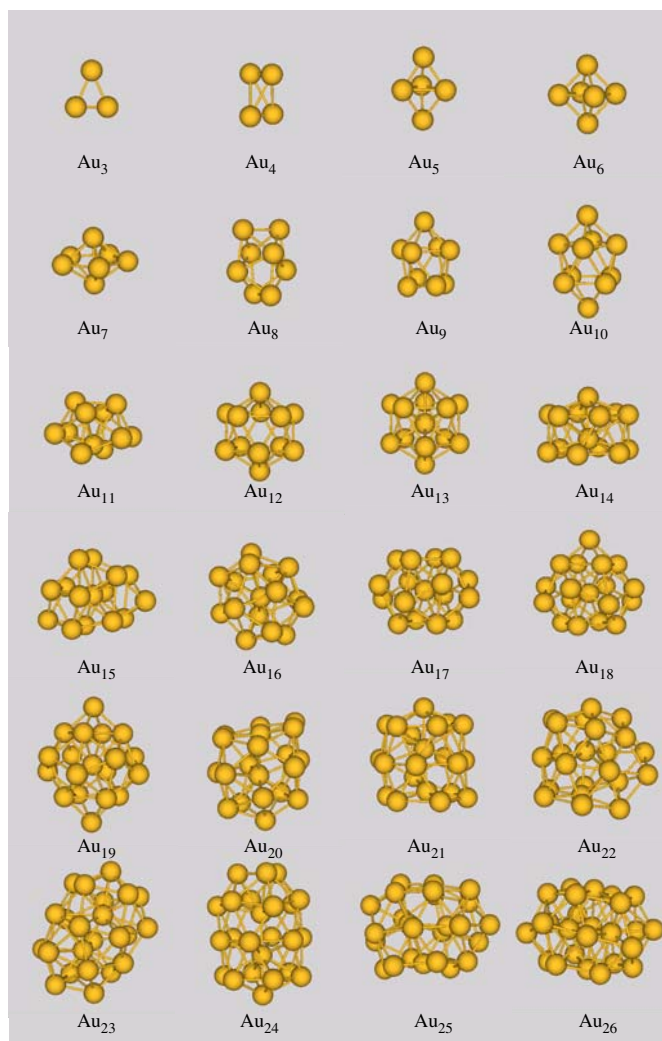 Au₃ Au₄ Au₅ Au₆
Au₇ Au₈ Au₉ Au₁₀
Au₁₁ Au₁₂ Au₁₃ Au₁₄
Au₁₅ Au₁₆ Au₁₇ Au₁₈
Au₁₉ Au₂₀ Au₂₁ Au₂₂
Au₂₃ Au₂₄ Au₂₅ Au₂₆